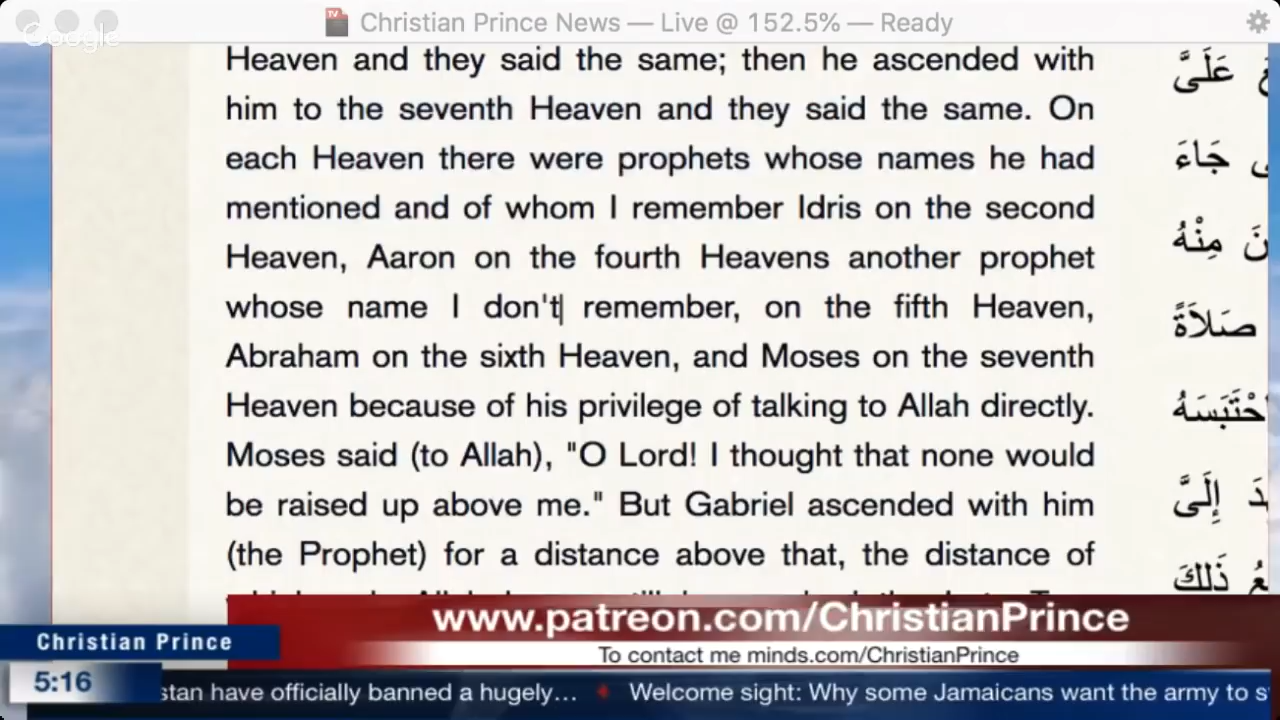 Christian Prince News — Live @ 152.5% — Ready
Google
Heaven and they said the same; then he ascended with
him to the seventh Heaven and they said the same. On
each Heaven there were prophets whose names he had
mentioned and of whom I remember Idris on the second
Heaven, Aaron on the fourth Heavens another prophet
whose name I don't remember, on the fifth Heaven,
Abraham on the sixth Heaven, and Moses on the seventh
Heaven because of his privilege of talking to Allah directly.
Moses said (to Allah), "O Lord! I thought that none would
be raised up above me." But Gabriel ascended with him
(the Prophet) for a distance above that, the distance of
عَلَىَّ
جَاءَ
مِنْهُ
صَلاَةً
إِلَىَّ
ذَلِكَ
www.patreon.com/ChristianPrince
To contact me minds.com/ChristianPrince
Christian Prince
5:16
stan have officially banned a hugely... Welcome sight: Why some Jamaicans want the army to s